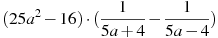 $(25a^2 - 16) \cdot (\frac{1}{5a+4} - \frac{1}{5a-4})$